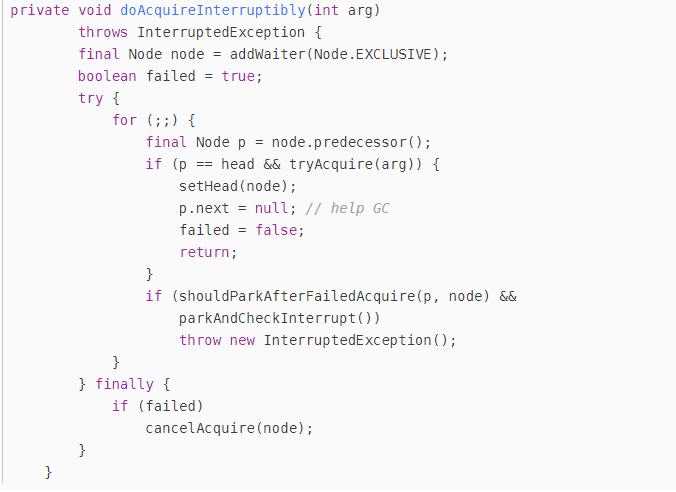 private void doAcquireInterruptibly(int arg)
        throws InterruptedException {
        final Node node = addWaiter(Node.EXCLUSIVE);
        boolean failed = true;
        try {
            for (;;) {
                final Node p = node.predecessor();
                if (p == head && tryAcquire(arg)) {
                    setHead(node);
                    p.next = null; // help GC
                    failed = false;
                    return;
                }
                if (shouldParkAfterFailedAcquire(p, node) &&
                    parkAndCheckInterrupt())
                    throw new InterruptedException();
            }
        } finally {
            if (failed)
                cancelAcquire(node);
        }
    }